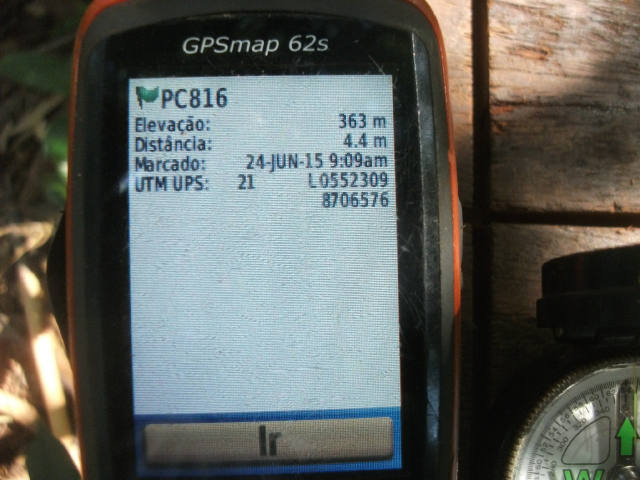 GPSmap 62s
PC816
Elevação: 363 m
Distância: 4.4 m
Marcado: 24-JUN-15 9:09am
UTM UPS: 21 L 0552309
8706576
Ir
W